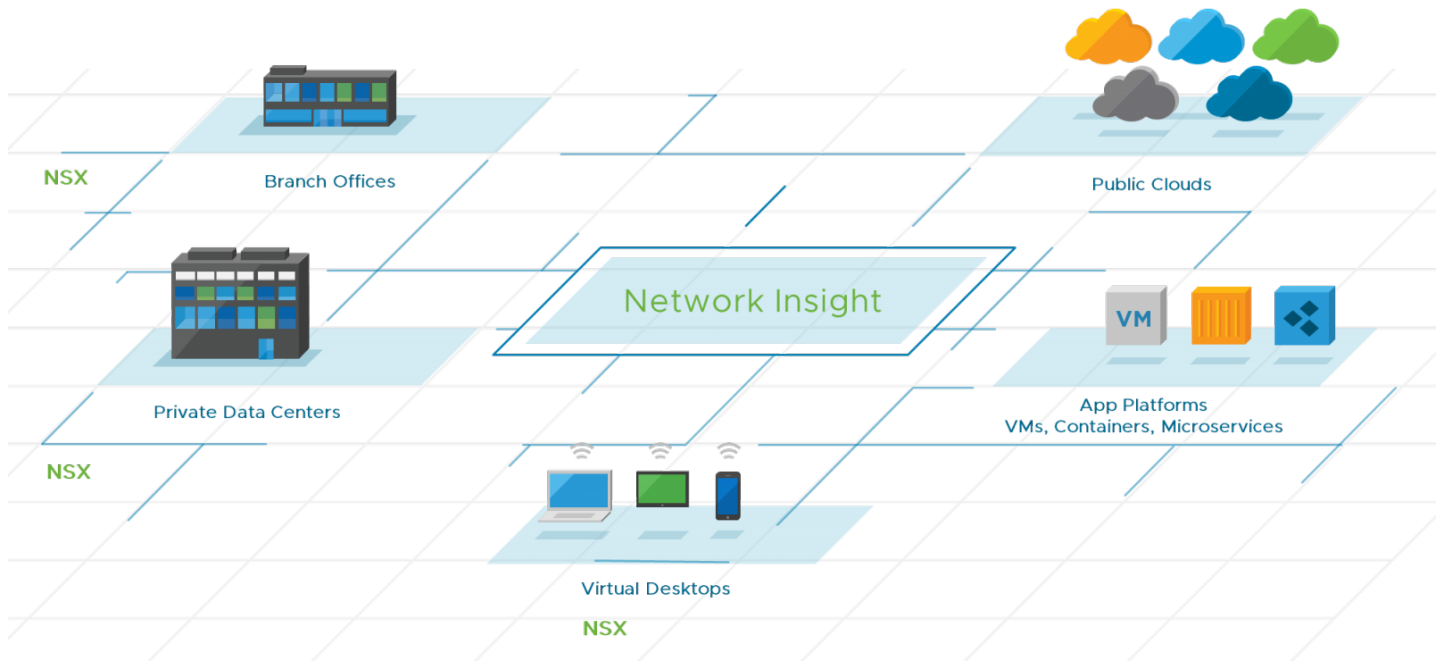 NSX
Branch Offices
Public Clouds
Network Insight
VM
Private Data Centers
App Platforms
VMs, Containers, Microservices
NSX
Virtual Desktops
NSX